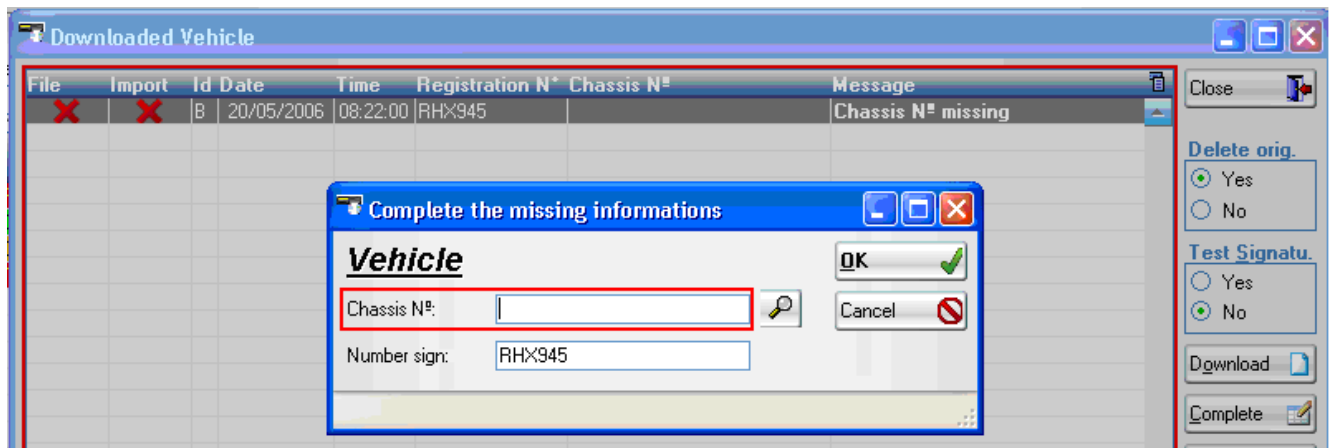 Downloaded Vehicle
File Import Id Date Time Registration Nº Chassis Nº Message
B 20/05/2006 08:22:00 RHX945 Chassis Nº missing
Close
Delete orig.
Yes
No
Test Signatu.
Yes
No
Download
Complete
Complete the missing informations
Vehicle
OK
Chassis Nº:
Cancel
Number sign: RHX945